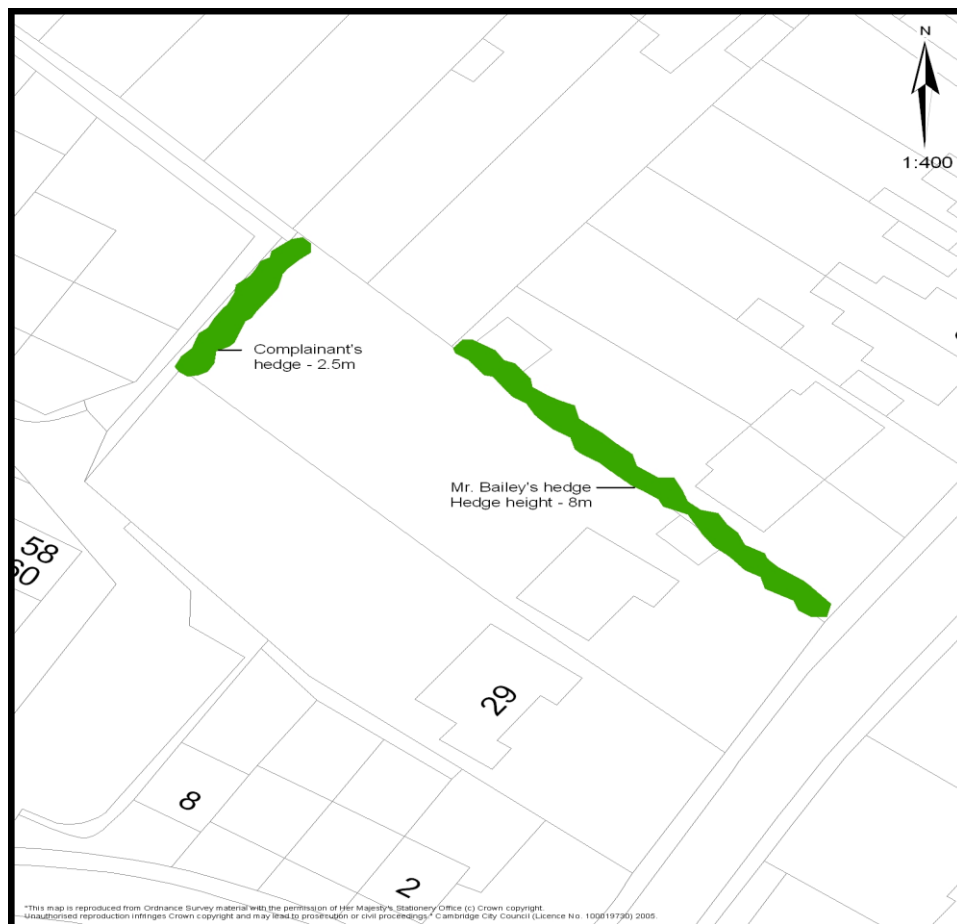 N
1:400
Complainant's
hedge - 2.5m
Mr. Bailey's hedge
Hedge height - 8m
58
60
29
8
2
"This map is reproduced from Ordnance Survey material with the permission of Her Majesty's Stationery Office (c) Crown copyright.
Unauthorised reproduction infringes Crown copyright and may lead to prosecution or civil proceedings." Cambridge City Council (Licence No. 100019730) 2005.